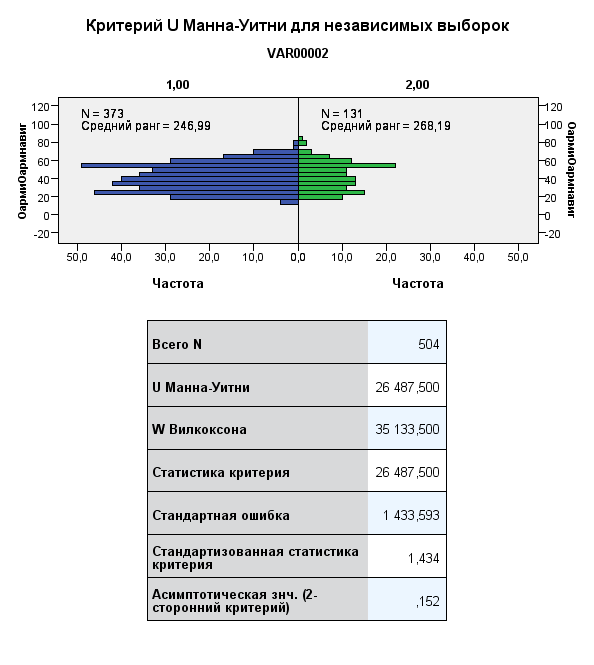 Критерий U Манна-Уитни для независимых выборок
VAR00002
1,00 2,00
N = 373
Средний ранг = 246,99
N = 131
Средний ранг = 268,19
120 120
100 100
80 80
60 60
40 40
20 20
0 0
-20 -20
50,0 40,0 30,0 20,0 10,0 0,0 0,0 10,0 20,0 30,0 40,0 50,0
Частота Частота
Всего N 504
U Манна-Уитни 26 487,500
W Вилкоксона 35 133,500
Статистика критерия 26 487,500
Стандартная ошибка 1 433,593
Стандартизованная статистика
критерия 1,434
Асимптотическая знч. (2-
сторонний критерий) ,152